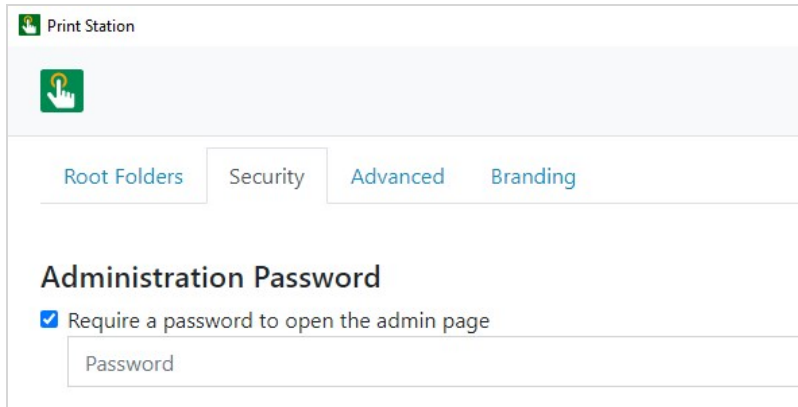 Print Station
Root Folders Security Advanced Branding
Administration Password
Require a password to open the admin page
Password